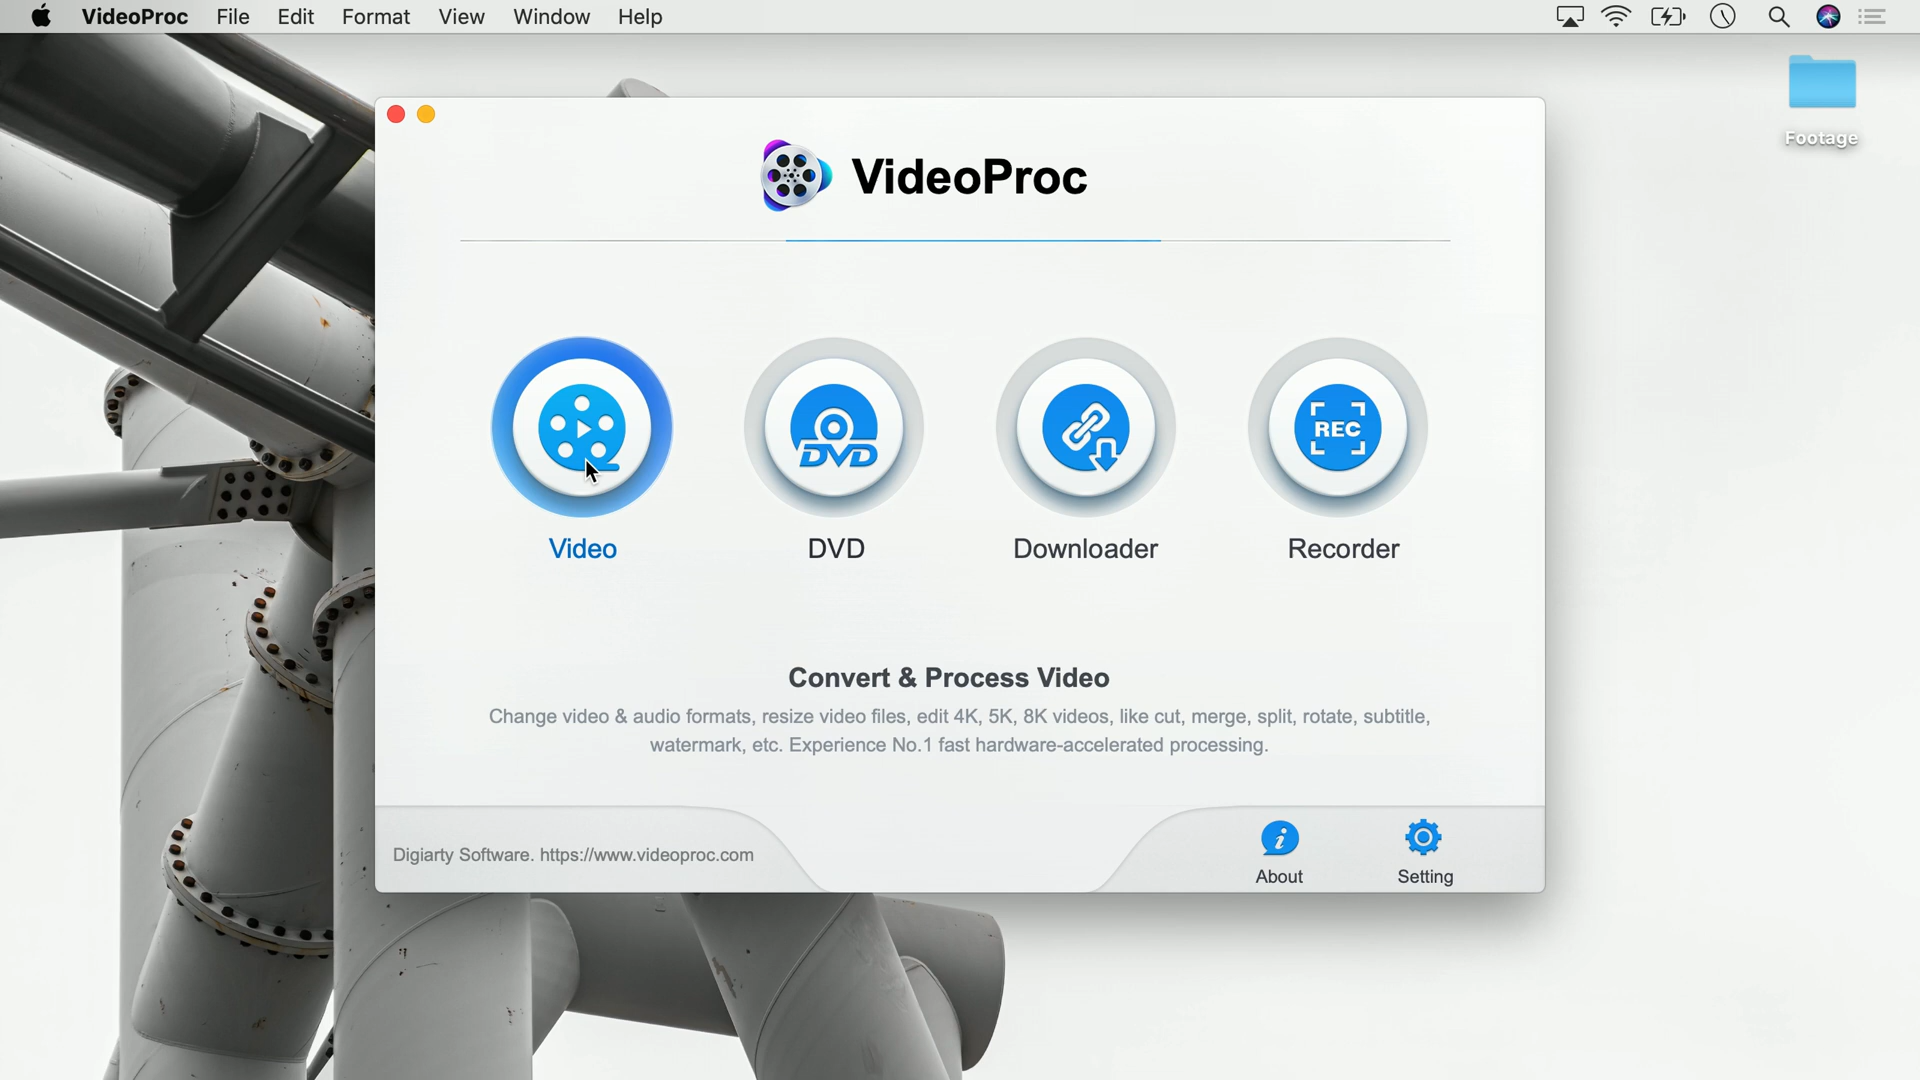 VideoProc File Edit Format View Window Help
Footage
VideoProc
DVD
REC
Video DVD Downloader Recorder
Convert & Process Video
Change video & audio formats, resize video files, edit 4K, 5K, 8K videos, like cut, merge, split, rotate, subtitle,
watermark, etc. Experience No.1 fast hardware-accelerated processing.
Digiarty Software. https://www.videoproc.com
i
About Setting